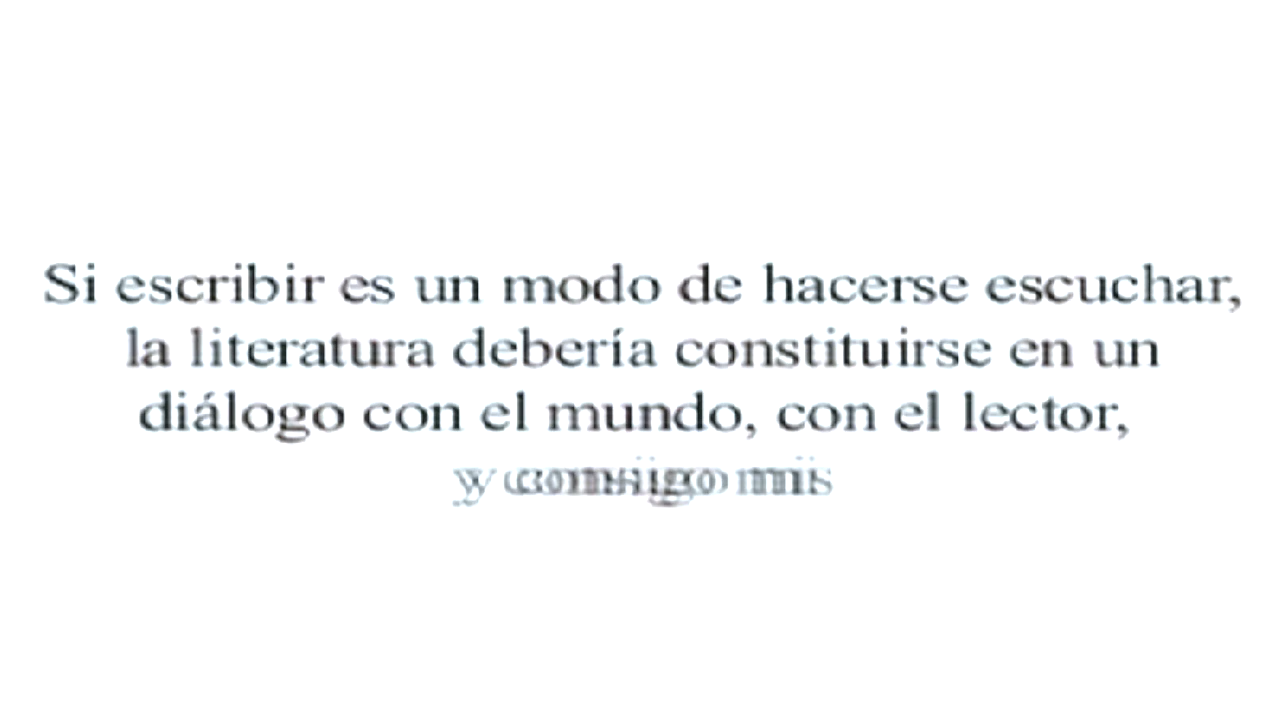 Si escribir es un modo de hacerse escuchar,
la literatura debería constituirse en un
diálogo con el mundo, con el lector,
y consigo mis